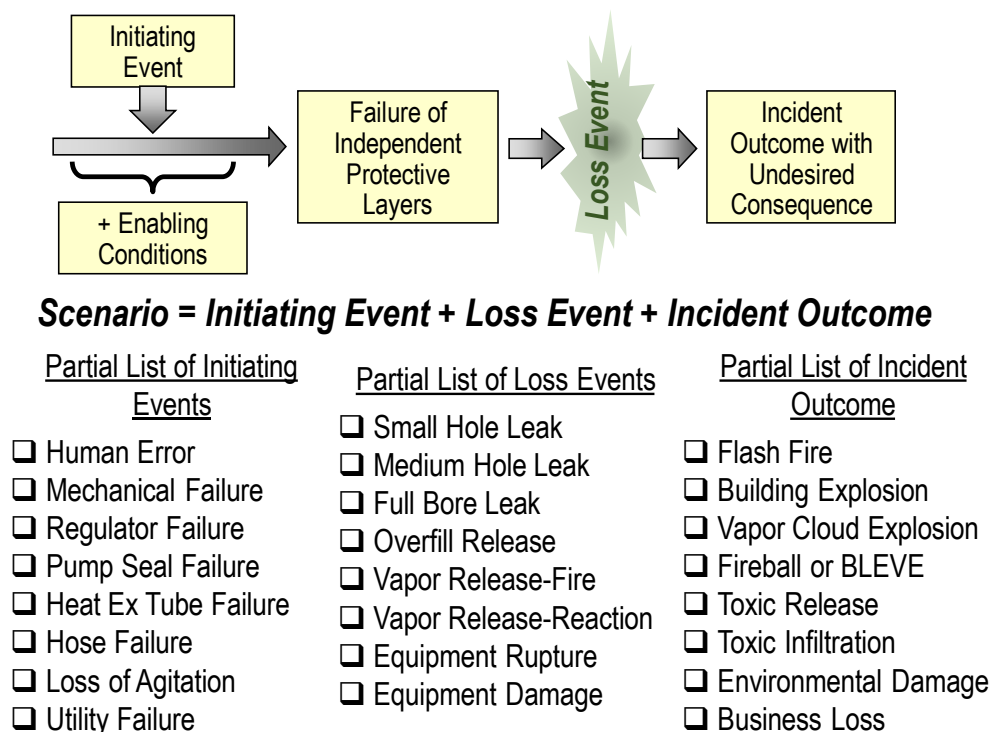 Initiating
Event
+ Enabling
Conditions
Failure of
Independent
Protective
Layers
Loss Event
Incident
Outcome with
Undesired
Consequence
Scenario = Initiating Event + Loss Event + Incident Outcome
Partial List of Initiating
Events
Human Error
Mechanical Failure
Regulator Failure
Pump Seal Failure
Heat Ex Tube Failure
Hose Failure
Loss of Agitation
Utility Failure
Partial List of Loss Events
Small Hole Leak
Medium Hole Leak
Full Bore Leak
Overfill Release
Vapor Release-Fire
Vapor Release-Reaction
Equipment Rupture
Equipment Damage
Partial List of Incident
Outcome
Flash Fire
Building Explosion
Vapor Cloud Explosion
Fireball or BLEVE
Toxic Release
Toxic Infiltration
Environmental Damage
Business Loss